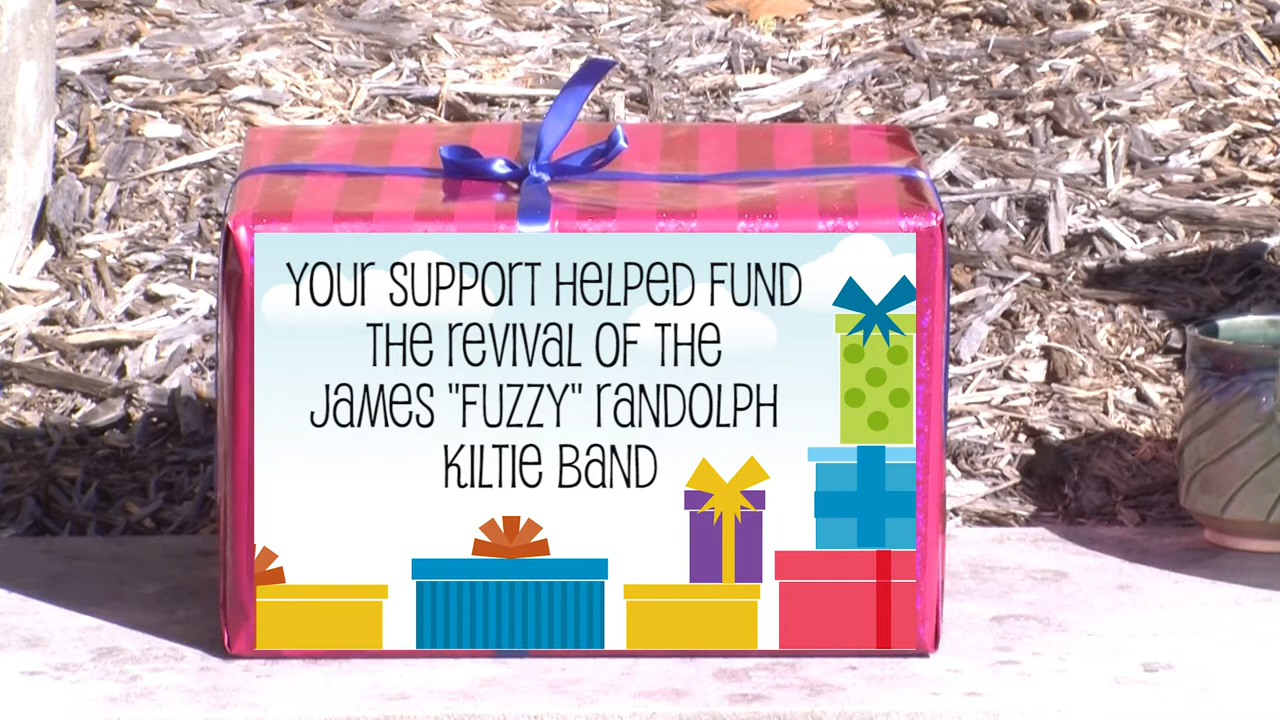 Your support helped fund
the revival of the
James "Fuzzy" Randolph
Kiltie Band